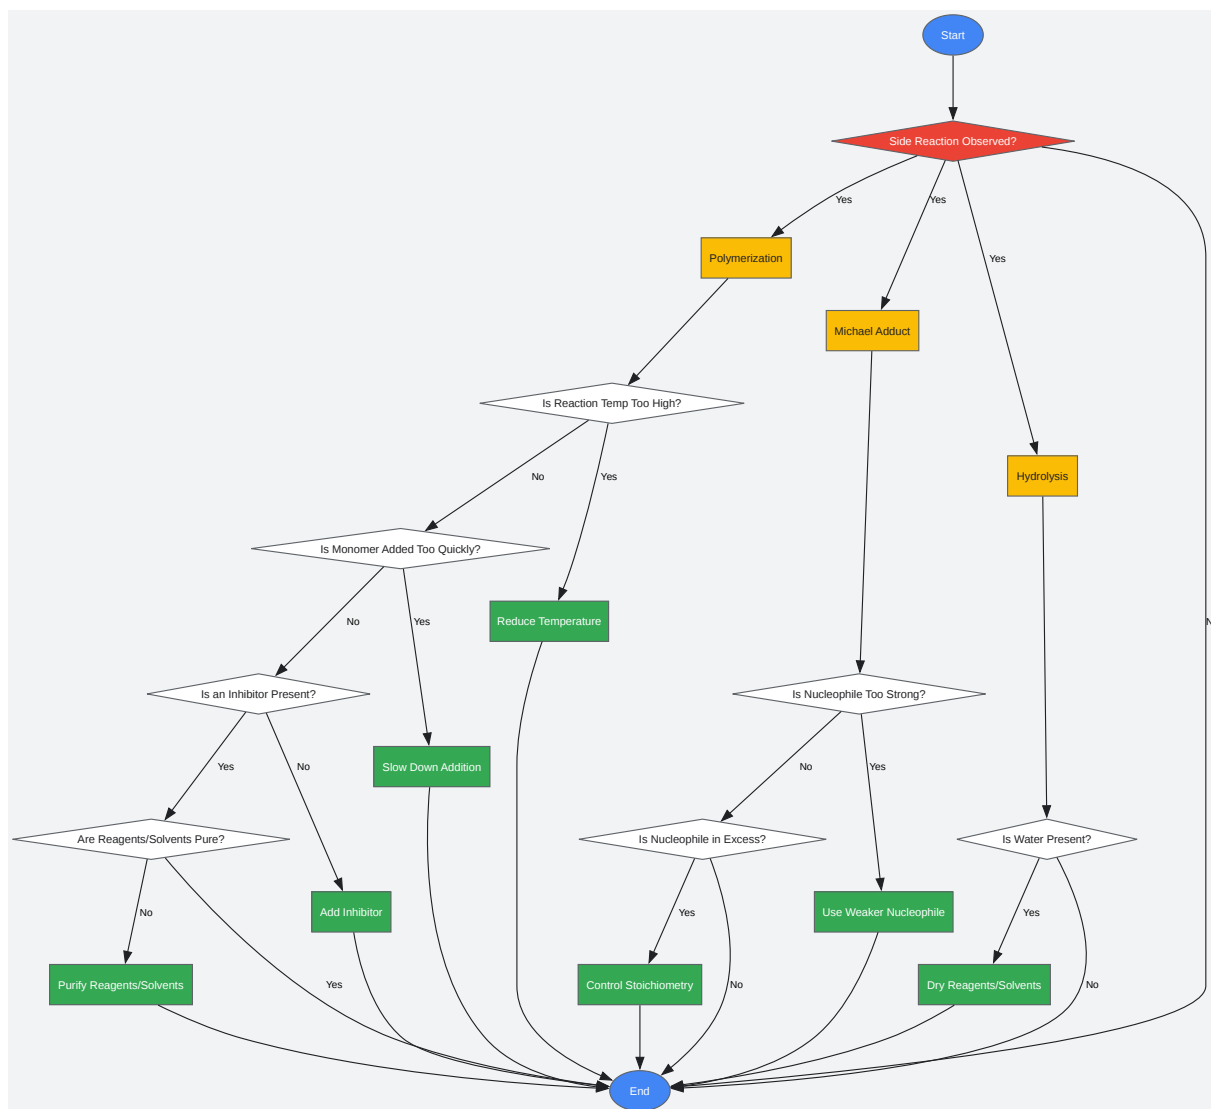 Start
Side Reaction Observed?
Yes
Yes
Polymerization
Yes
Michael Adduct
Is Reaction Temp Too High?
No
Yes
Hydrolysis
Is Monomer Added Too Quickly?
No
Yes
Reduce Temperature
Is an Inhibitor Present?
Is Nucleophile Too Strong?
Yes
No
Slow Down Addition
No
Yes
Are Reagents/Solvents Pure?
Is Nucleophile in Excess?
Is Water Present?
No
Add Inhibitor
Yes
Use Weaker Nucleophile
Yes
Purify Reagents/Solvents
Yes
Control Stoichiometry
No
Dry Reagents/Solvents
No
End